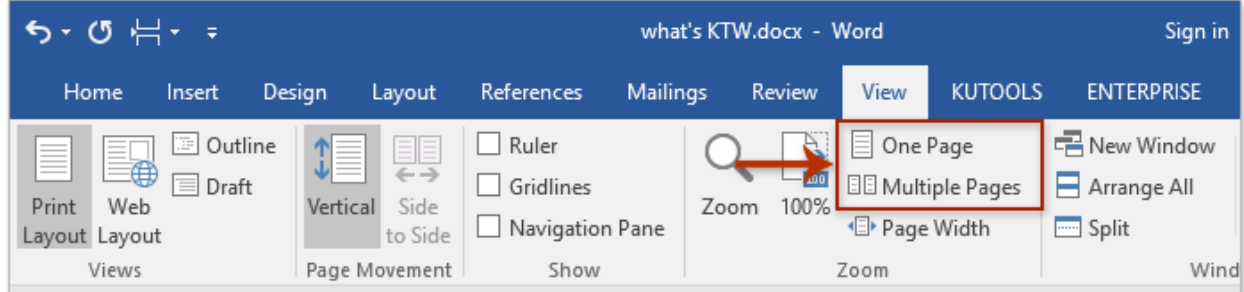 what's KTW.docx - Word Sign in
Home Insert Design Layout References Mailings Review View KUTOOLS ENTERPRISE
Print Layout
Web Layout
Outline
Draft
Views
Vertical
Side to Side
Page Movement
Ruler
Gridlines
Navigation Pane
Show
Zoom
100
100%
One Page
Multiple Pages
Page Width
Zoom
New Window
Arrange All
Split
Wind